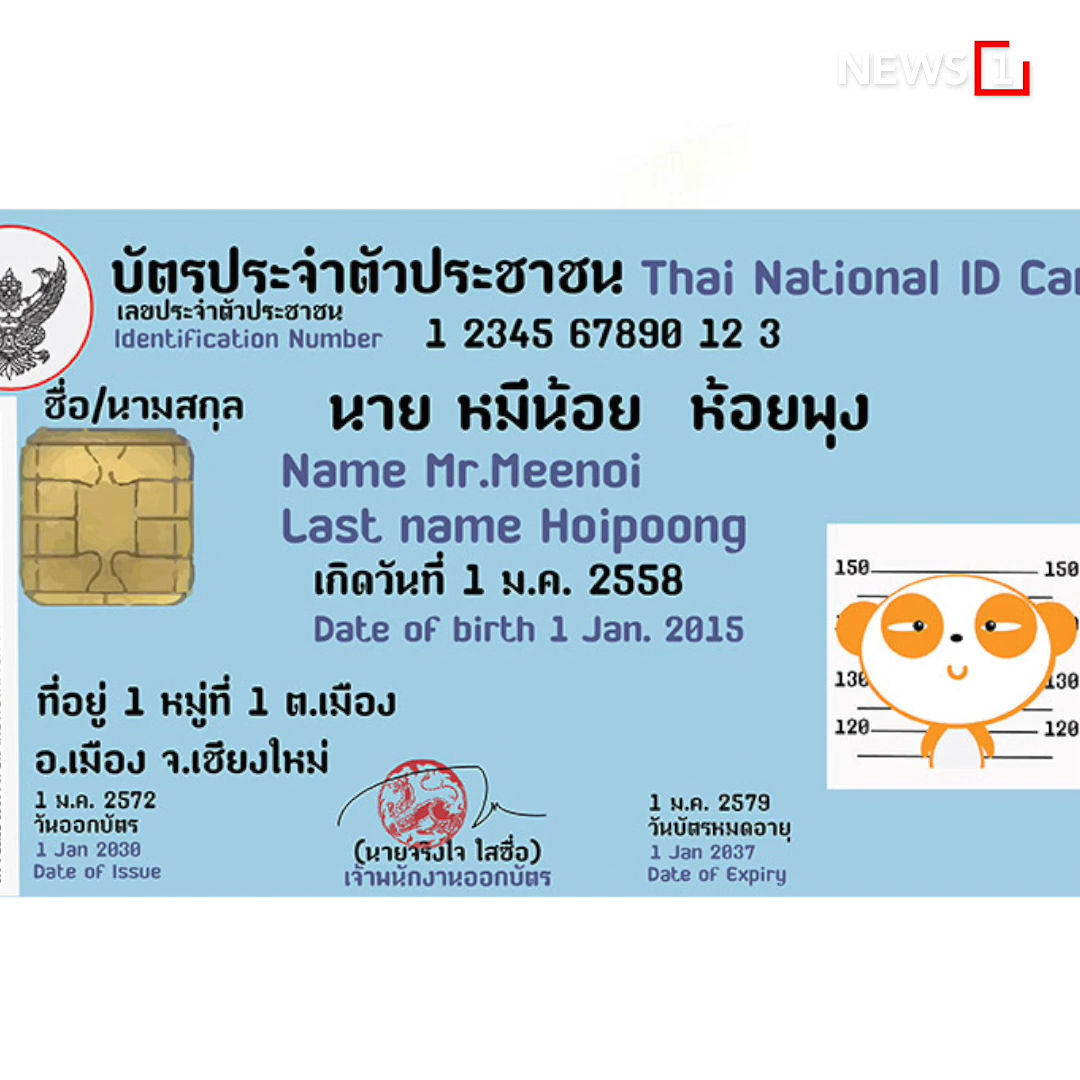 NEWS 1
บัตรประจำตัวประชาชน Thai National ID Car
เลขประจำตัวประชาชน
Identification Number 1 2345 67890 12 3
ชื่อ/นามสกุล นาย หมีน้อย ห้อยพุง
Name Mr.Meenoi
Last name Hoipoong
เกิดวันที่ 1 ม.ค. 2558
Date of birth 1 Jan. 2015
150 150
130 130
120 120
ที่อยู่ 1 หมู่ที่ 1 ต.เมือง
อ.เมือง จ.เชียงใหม่
1 ม.ค. 2572
วันออกบัตร
1 Jan 2030
Date of Issue
(นายจริงใจ ใสซื่อ)
เจ้าพนักงานออกบัตร
1 ม.ค. 2579
วันบัตรหมดอายุ
1 Jan 2037
Date of Expiry